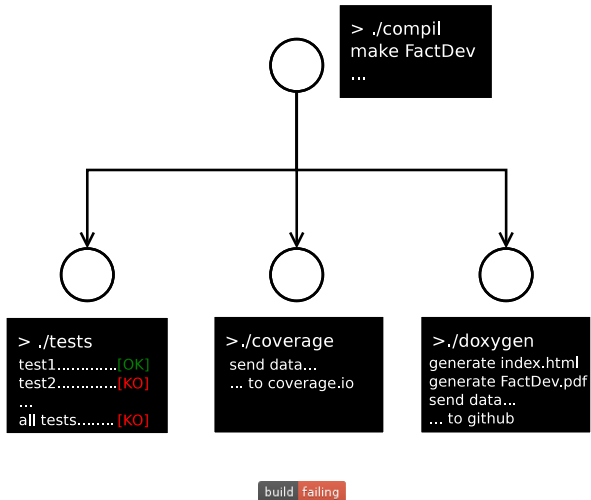 > ./compil
make FactDev
...
> ./tests
test1............[OK]
test2............[KO]
...
all tests........[KO]
>./coverage
send data...
... to coverage.io
>./doxygen
generate index.html
generate FactDev.pdf
send data...
... to github
build failing